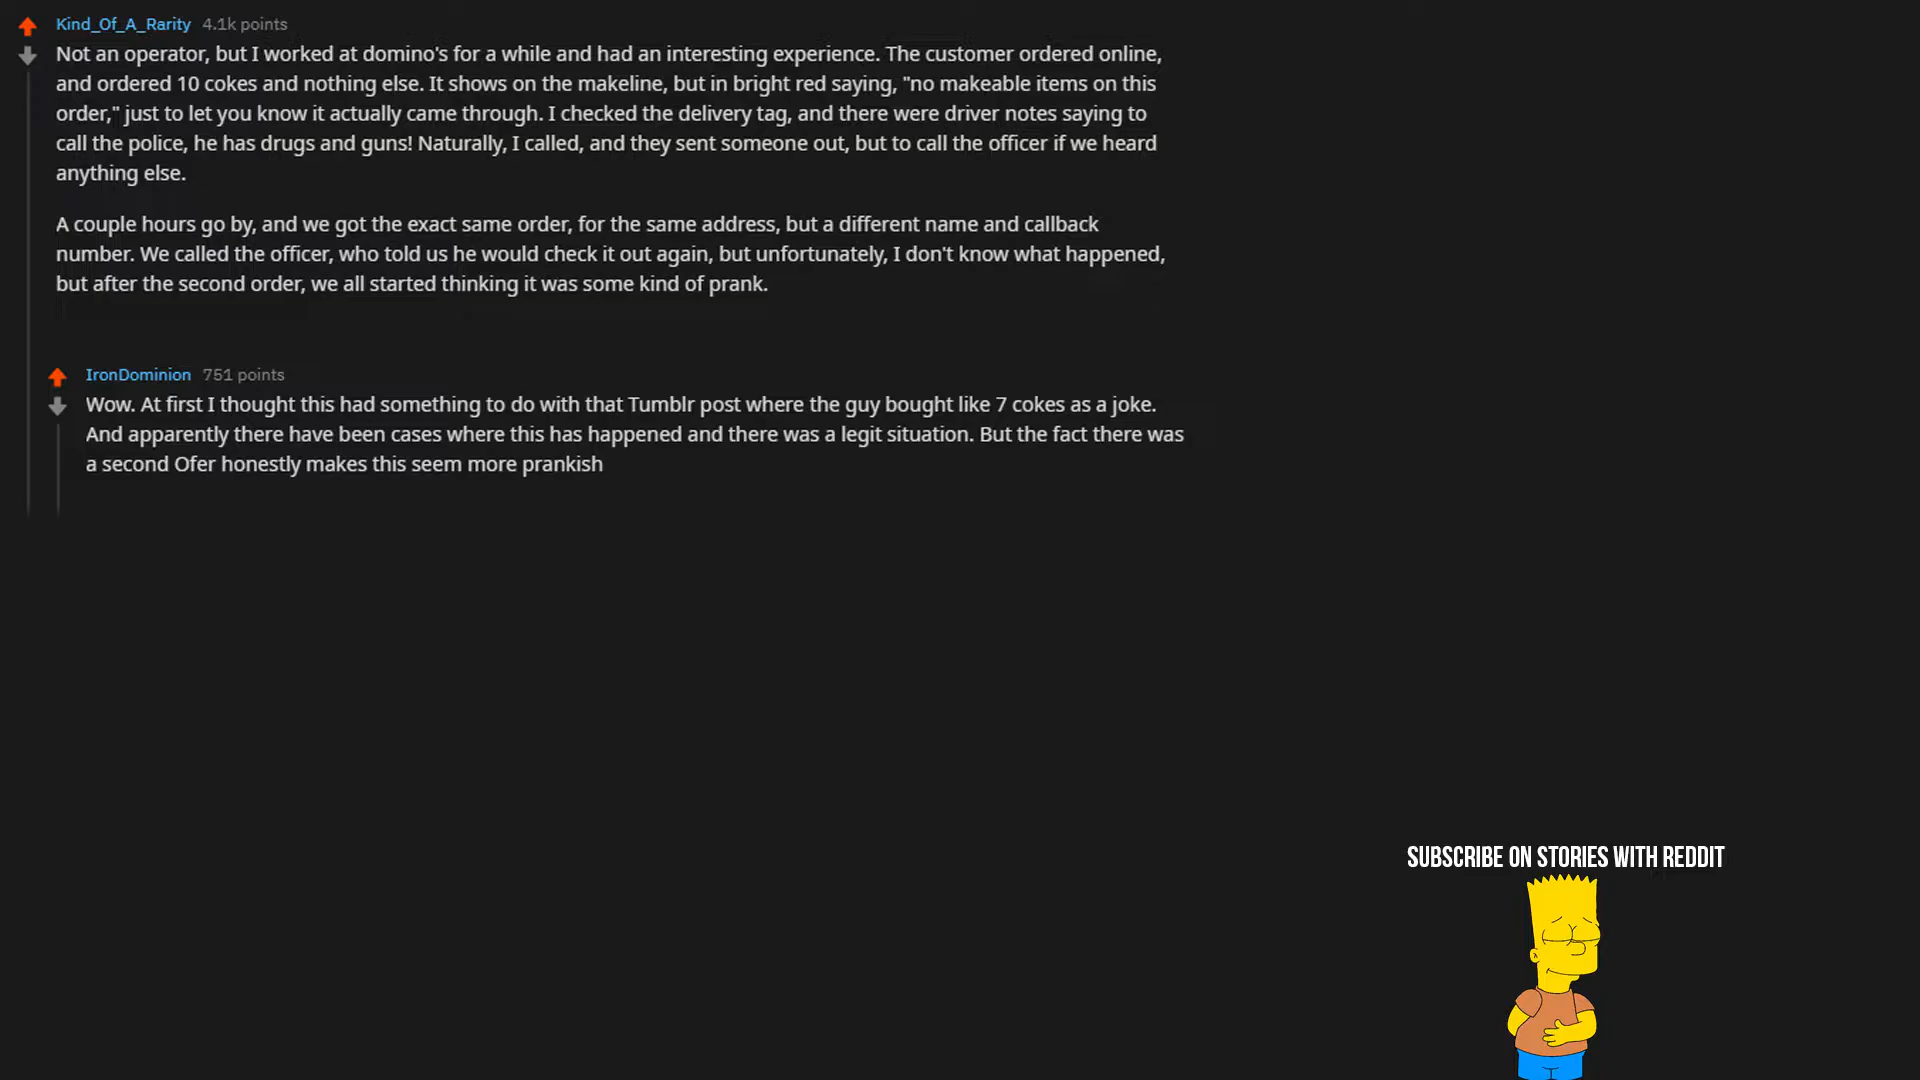 Kind_Of_A_Rarity 4.1k points
Not an operator, but I worked at domino's for a while and had an interesting experience. The customer ordered online,
and ordered 10 cokes and nothing else. It shows on the makeline, but in bright red saying, "no makeable items on this
order," just to let you know it actually came through. I checked the delivery tag, and there were driver notes saying to
call the police, he has drugs and guns! Naturally, I called, and they sent someone out, but to call the officer if we heard
anything else.
A couple hours go by, and we got the exact same order, for the same address, but a different name and callback
number. We called the officer, who told us he would check it out again, but unfortunately, I don't know what happened,
but after the second order, we all started thinking it was some kind of prank.
IronDominion 751 points
Wow. At first I thought this had something to do with that Tumblr post where the guy bought like 7 cokes as a joke.
And apparently there have been cases where this has happened and there was a legit situation. But the fact there was
a second Ofer honestly makes this seem more prankish
SUBSCRIBE ON STORIES WITH REDDIT